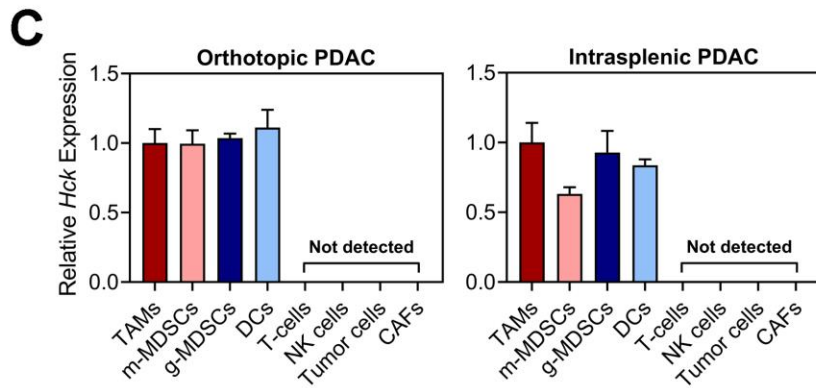 C
Orthotopic PDAC
Intrasplenic PDAC
Relative Hck Expression
1.5
1.0
0.5
0.0
Not detected
TAMs
m-MDSCs
g-MDSCs
DCs
T-cells
NK cells
Tumor cells
CAFs
1.5
1.0
0.5
0.0
Not detected
TAMs
m-MDSCs
g-MDSCs
DCs
T-cells
NK cells
Tumor cells
CAFs